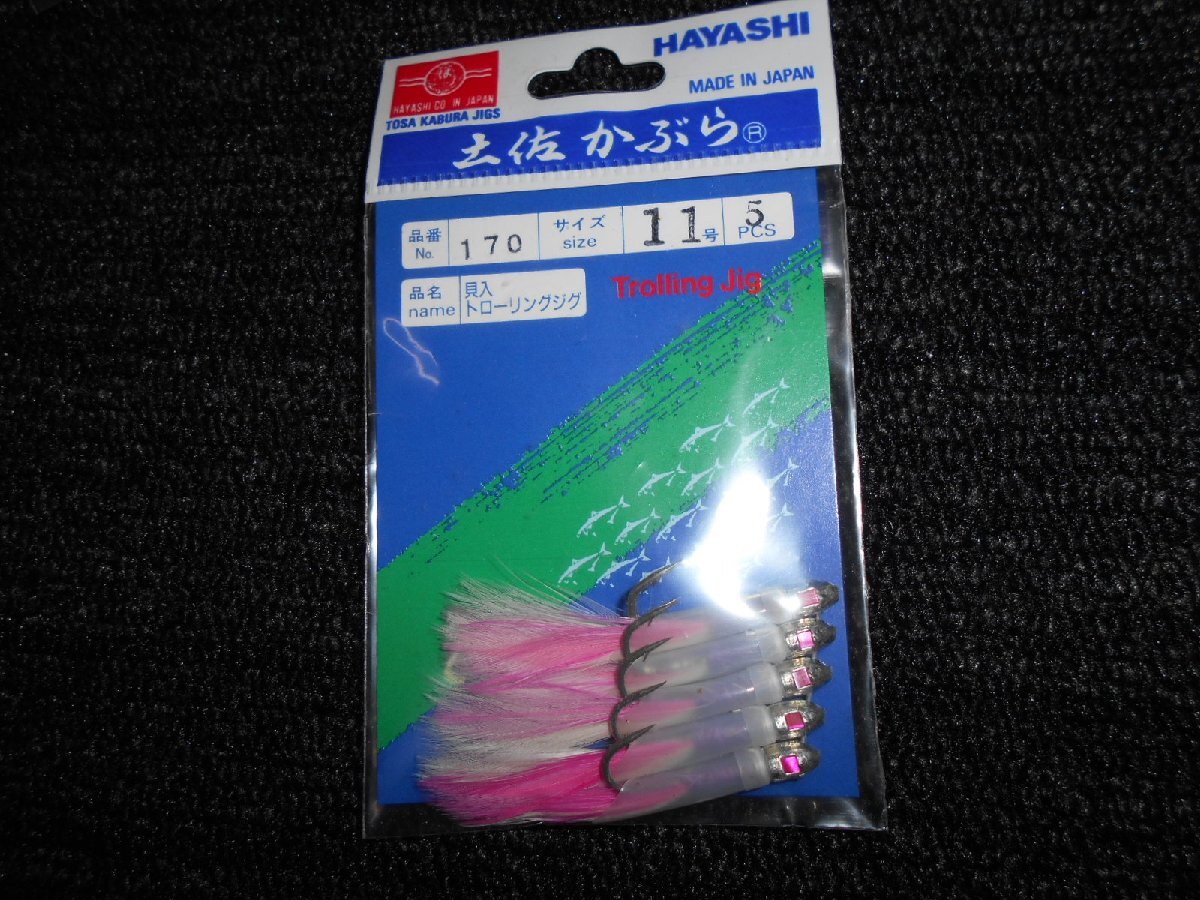 HAYASHI
MADE IN JAPAN
HAYASHI CO IN JAPAN
TOSA KABURA JIGS
土佐かぶら®
品番 No. 170 サイズ size 11号 5 PCS
品名 name 貝入 トローリングジグ
Trolling Jig